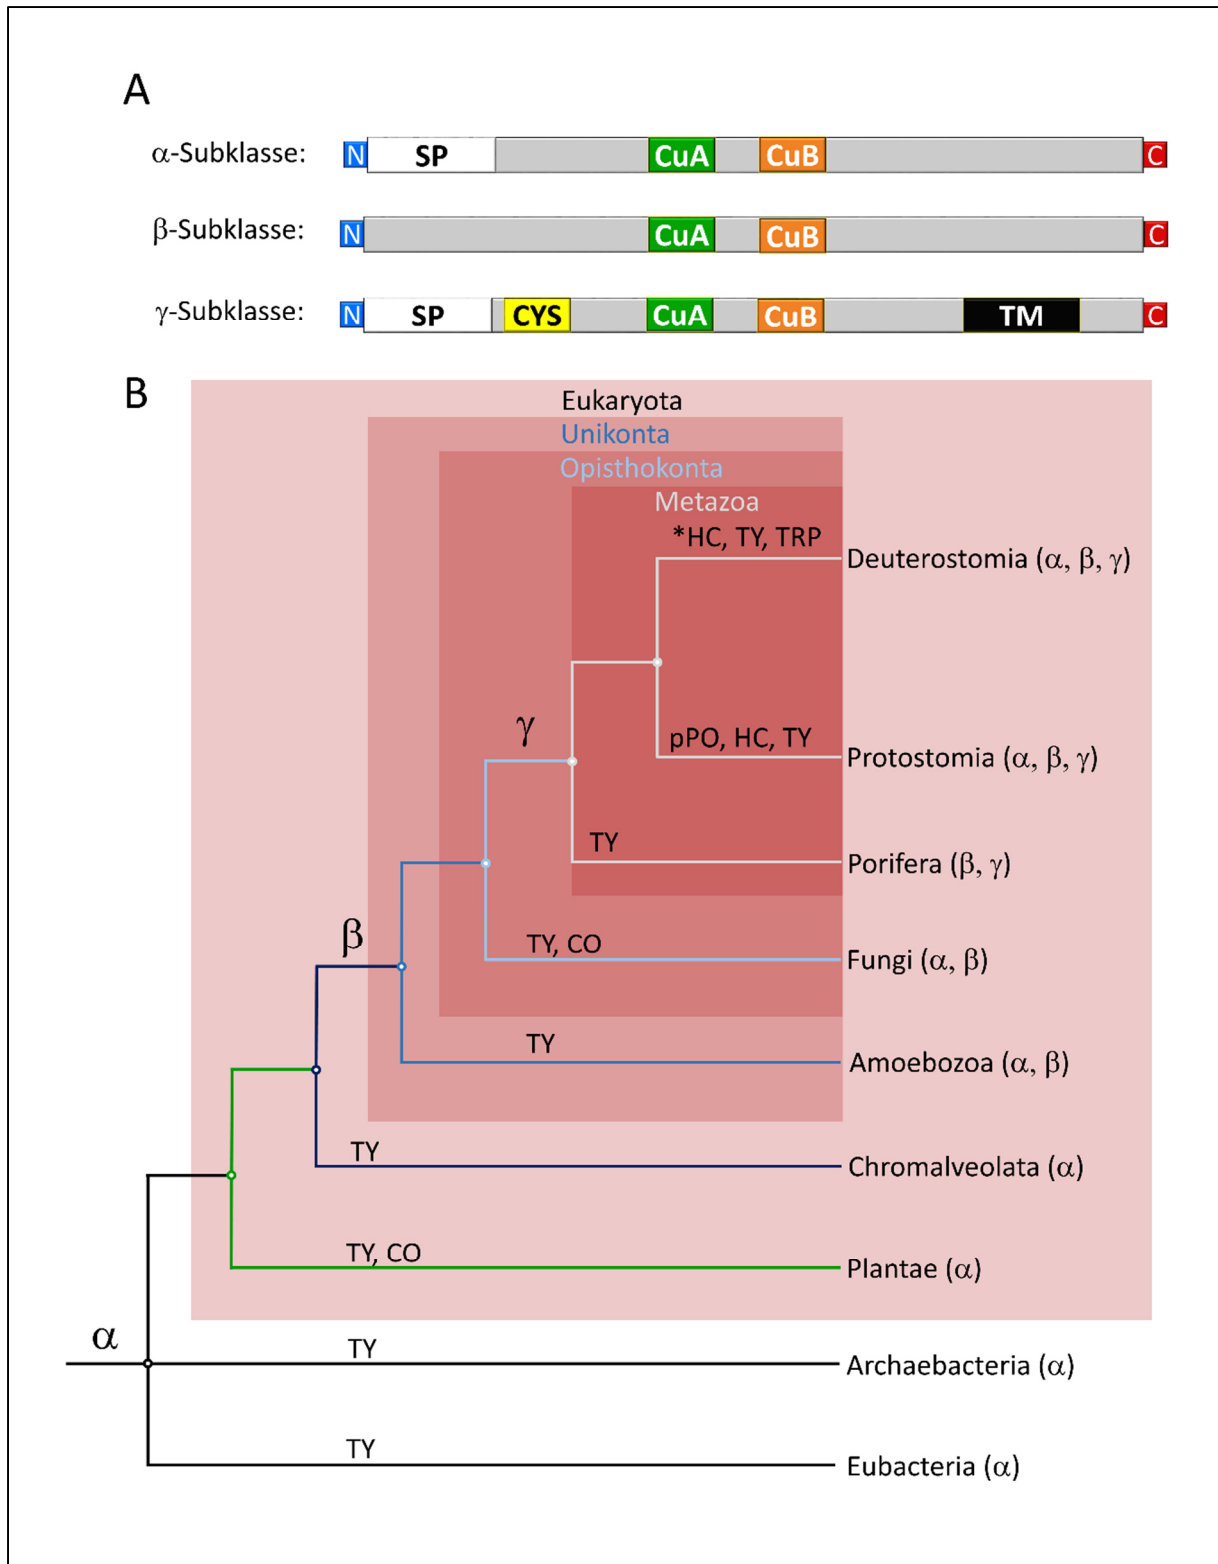 A
α-Subklasse: N SP CuA CuB C
β-Subklasse: N CuA CuB C
γ-Subklasse: N SP CYS CuA CuB TM C
B
Eukaryota
Unikonta
Opisthokonta
Metazoa
*HC, TY, TRP
Deuterostomia (α, β, γ)
γ
pPO, HC, TY
Protostomia (α, β, γ)
TY
Porifera (β, γ)
β
TY, CO
Fungi (α, β)
TY
Amoebozoa (α, β)
TY
Chromalveolata (α)
TY, CO
Plantae (α)
α
TY
Archaebacteria (α)
TY
Eubacteria (α)